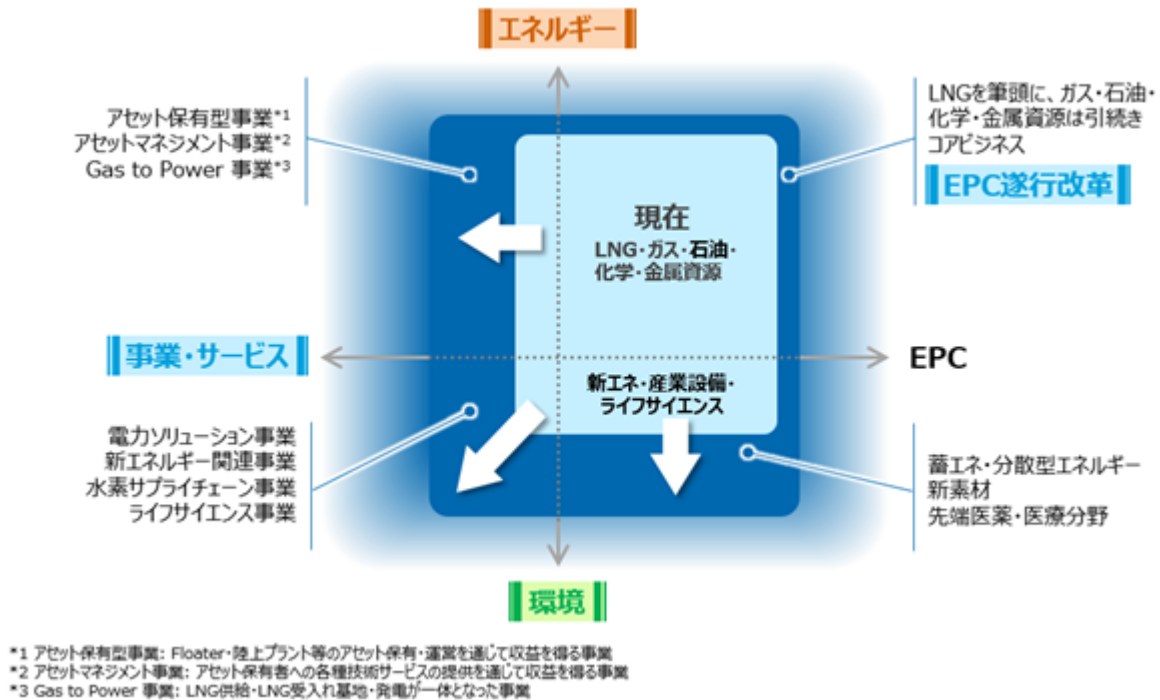 エネルギー
アセット保有型事業*1
アセットマネジメント事業*2
Gas to Power 事業*3
LNGを筆頭に、ガス・石油・
化学・金属資源は引続き
コアビジネス
EPC遂行改革
現在
LNG・ガス・石油・
化学・金属資源
事業・サービス
EPC
新エネ・産業設備・
ライフサイエンス
電力ソリューション事業
新エネルギー関連事業
水素サプライチェーン事業
ライフサイエンス事業
蓄エネ・分散型エネルギー
新素材
先端医薬・医療分野
環境
*1 アセット保有型事業: Floater・陸上プラント等のアセット保有・運営を通じて収益を得る事業
*2 アセットマネジメント事業: アセット保有者への各種技術サービスの提供を通じて収益を得る事業
*3 Gas to Power 事業: LNG供給・LNG受入れ基地・発電が一体となった事業